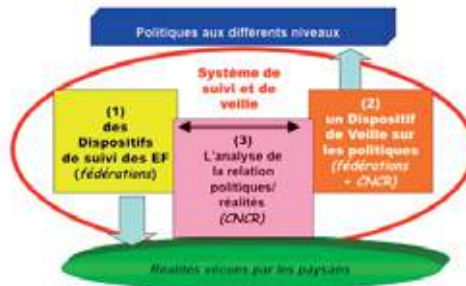 Politiques aux différents niveaux
Système de
suivi et de
veille
(1)
des
Dispositifs
de suivi des EF
(fédérations)
(3)
L'analyse de
la relation
politiques/
réalités
(CNCR)
(2)
un Dispositif
de Veille sur
les politiques
(fédérations
+ CNCR)
Réalités vécues par les paysans